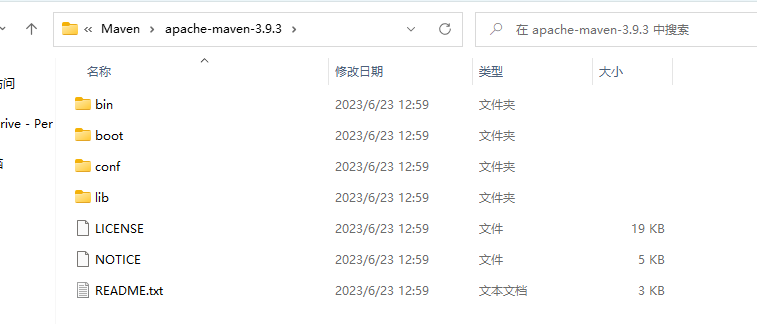 « Maven > apache-maven-3.9.3 >
在 apache-maven-3.9.3 中搜索
名称 修改日期 类型 大小
访问
bin 2023/6/23 12:59 文件夹
rive - Per
boot 2023/6/23 12:59 文件夹
conf 2023/6/23 12:59 文件夹
lib 2023/6/23 12:59 文件夹
LICENSE 2023/6/23 12:59 文件 19 KB
NOTICE 2023/6/23 12:59 文件 5 KB
README.txt 2023/6/23 12:59 文本文档 3 KB